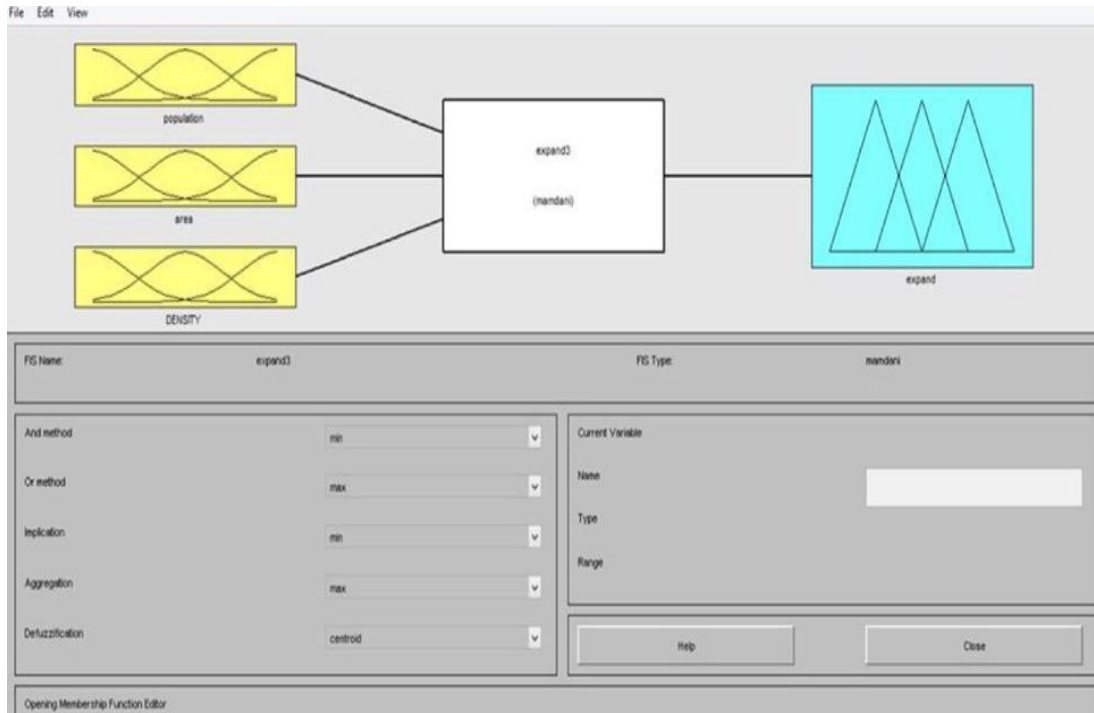 File Edit View
population
area
DENSITY
expand3
(mamdani)
expand
FIS Name: expand3 FIS Type: mamdani
And method min
Or method max
Implication min
Aggregation max
Defuzzification centroid
Current Variable
Name
Type
Range
Help Close
Opening Membership Function Editor